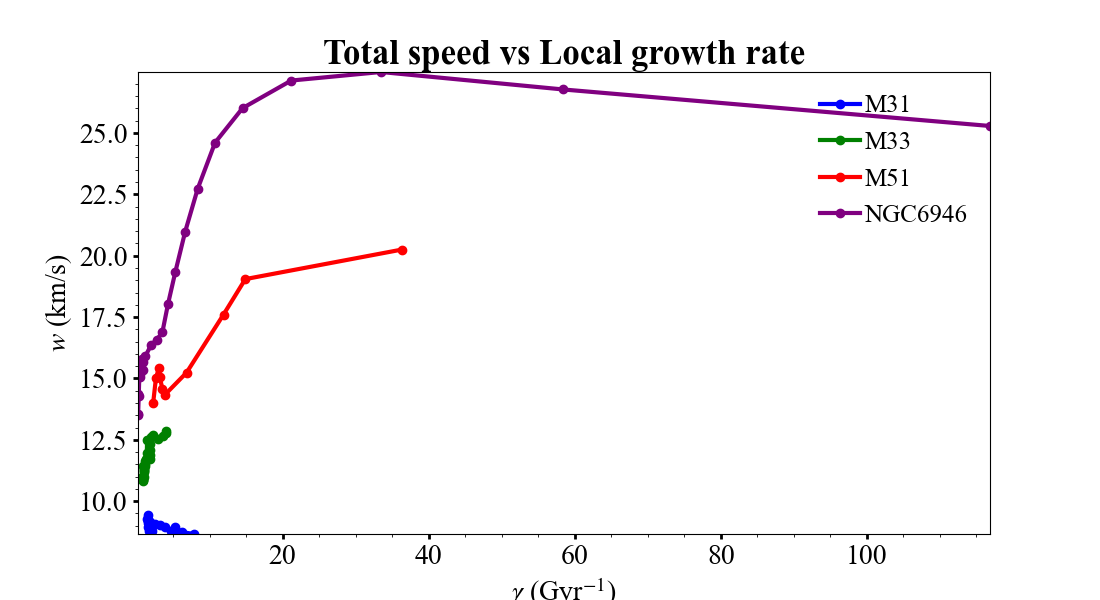 Total speed vs Local growth rate
M31
M33
M51
NGC6946
25.0
22.5
20.0
17.5
15.0
12.5
10.0
w (km/s)
20 40 60 80 100
γ (Gyr⁻¹)